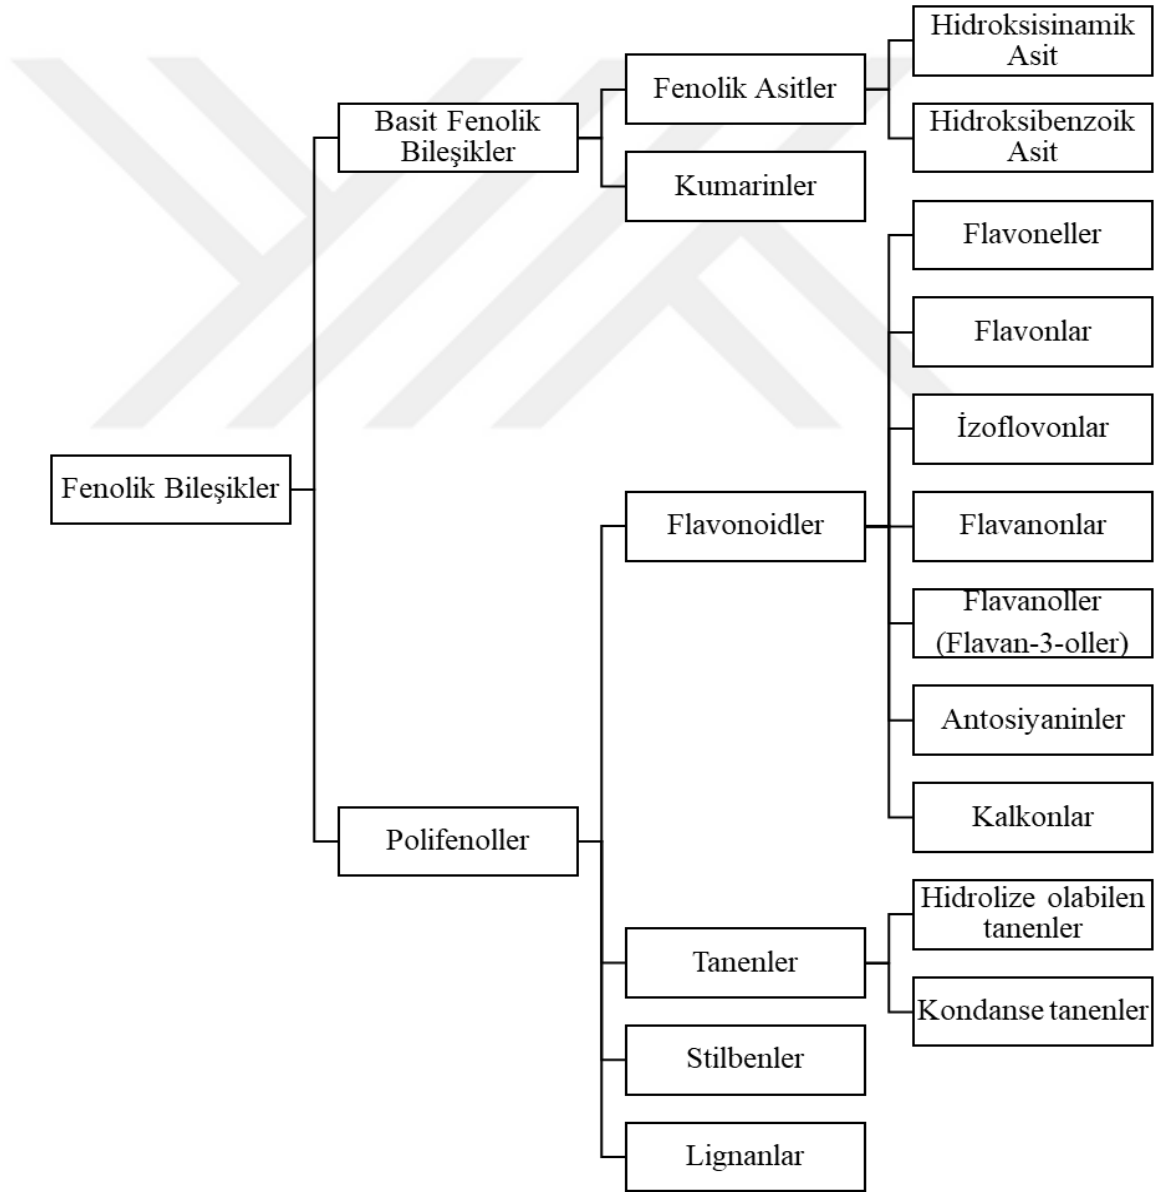 Fenolik Bileşikler
Basit Fenolik
Bileşikler
Fenolik Asitler
Hidroksisinamik
Asit
Hidroksibenzoik
Asit
Kumarinler
Polifenoller
Flavonoidler
Flavoneller
Flavonlar
İzoflovonlar
Flavanonlar
Flavanoller
(Flavan-3-oller)
Antosiyaninler
Kalkonlar
Tanenler
Hidrolize olabilen
tanenler
Kondanse tanenler
Stilbenler
Lignanlar